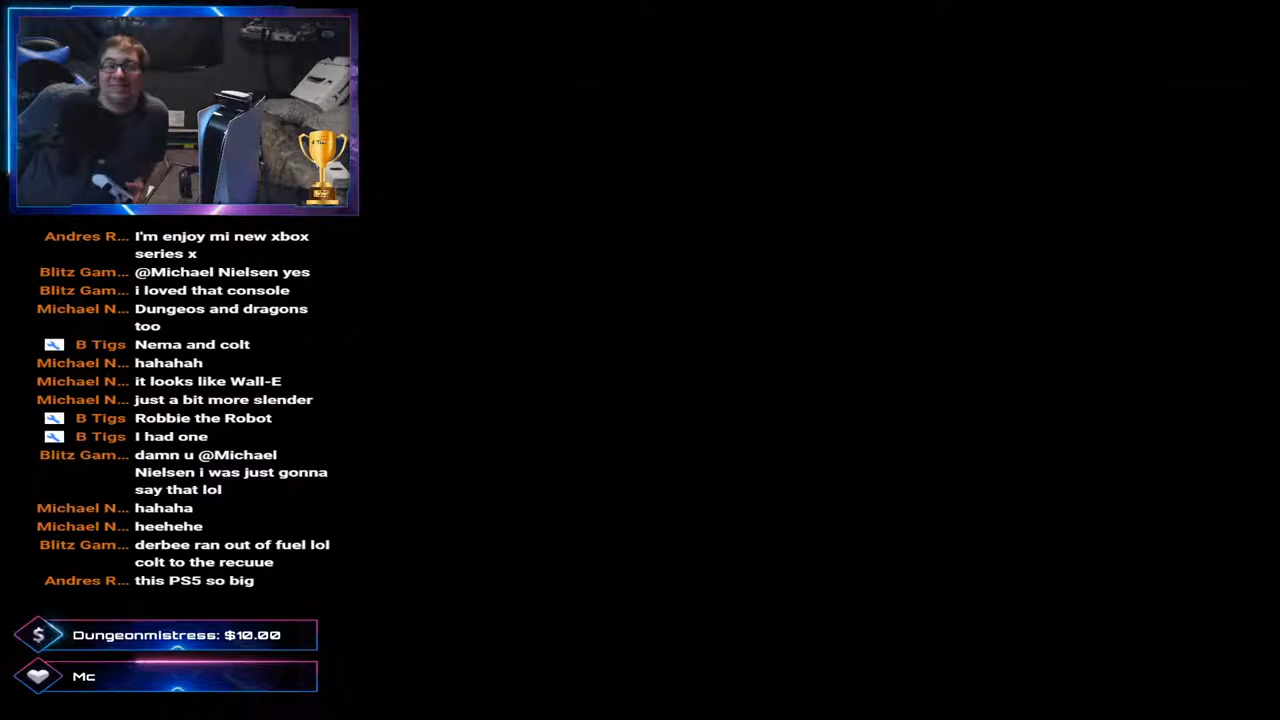 Andres R... I'm enjoy mi new xbox
series x
Blitz Gam... @Michael Nielsen yes
Blitz Gam... i loved that console
Michael N... Dungeos and dragons
too
B Tigs Nema and colt
Michael N... hahahah
Michael N... it looks like Wall-E
Michael N... just a bit more slender
B Tigs Robbie the Robot
B Tigs I had one
Blitz Gam... damn u @Michael
Nielsen i was just gonna
say that lol
Michael N... hahaha
Michael N... heehehe
Blitz Gam... derbee ran out of fuel lol
colt to the recuue
Andres R... this PS5 so big
$ Dungeonmistress: $10.00
Mc